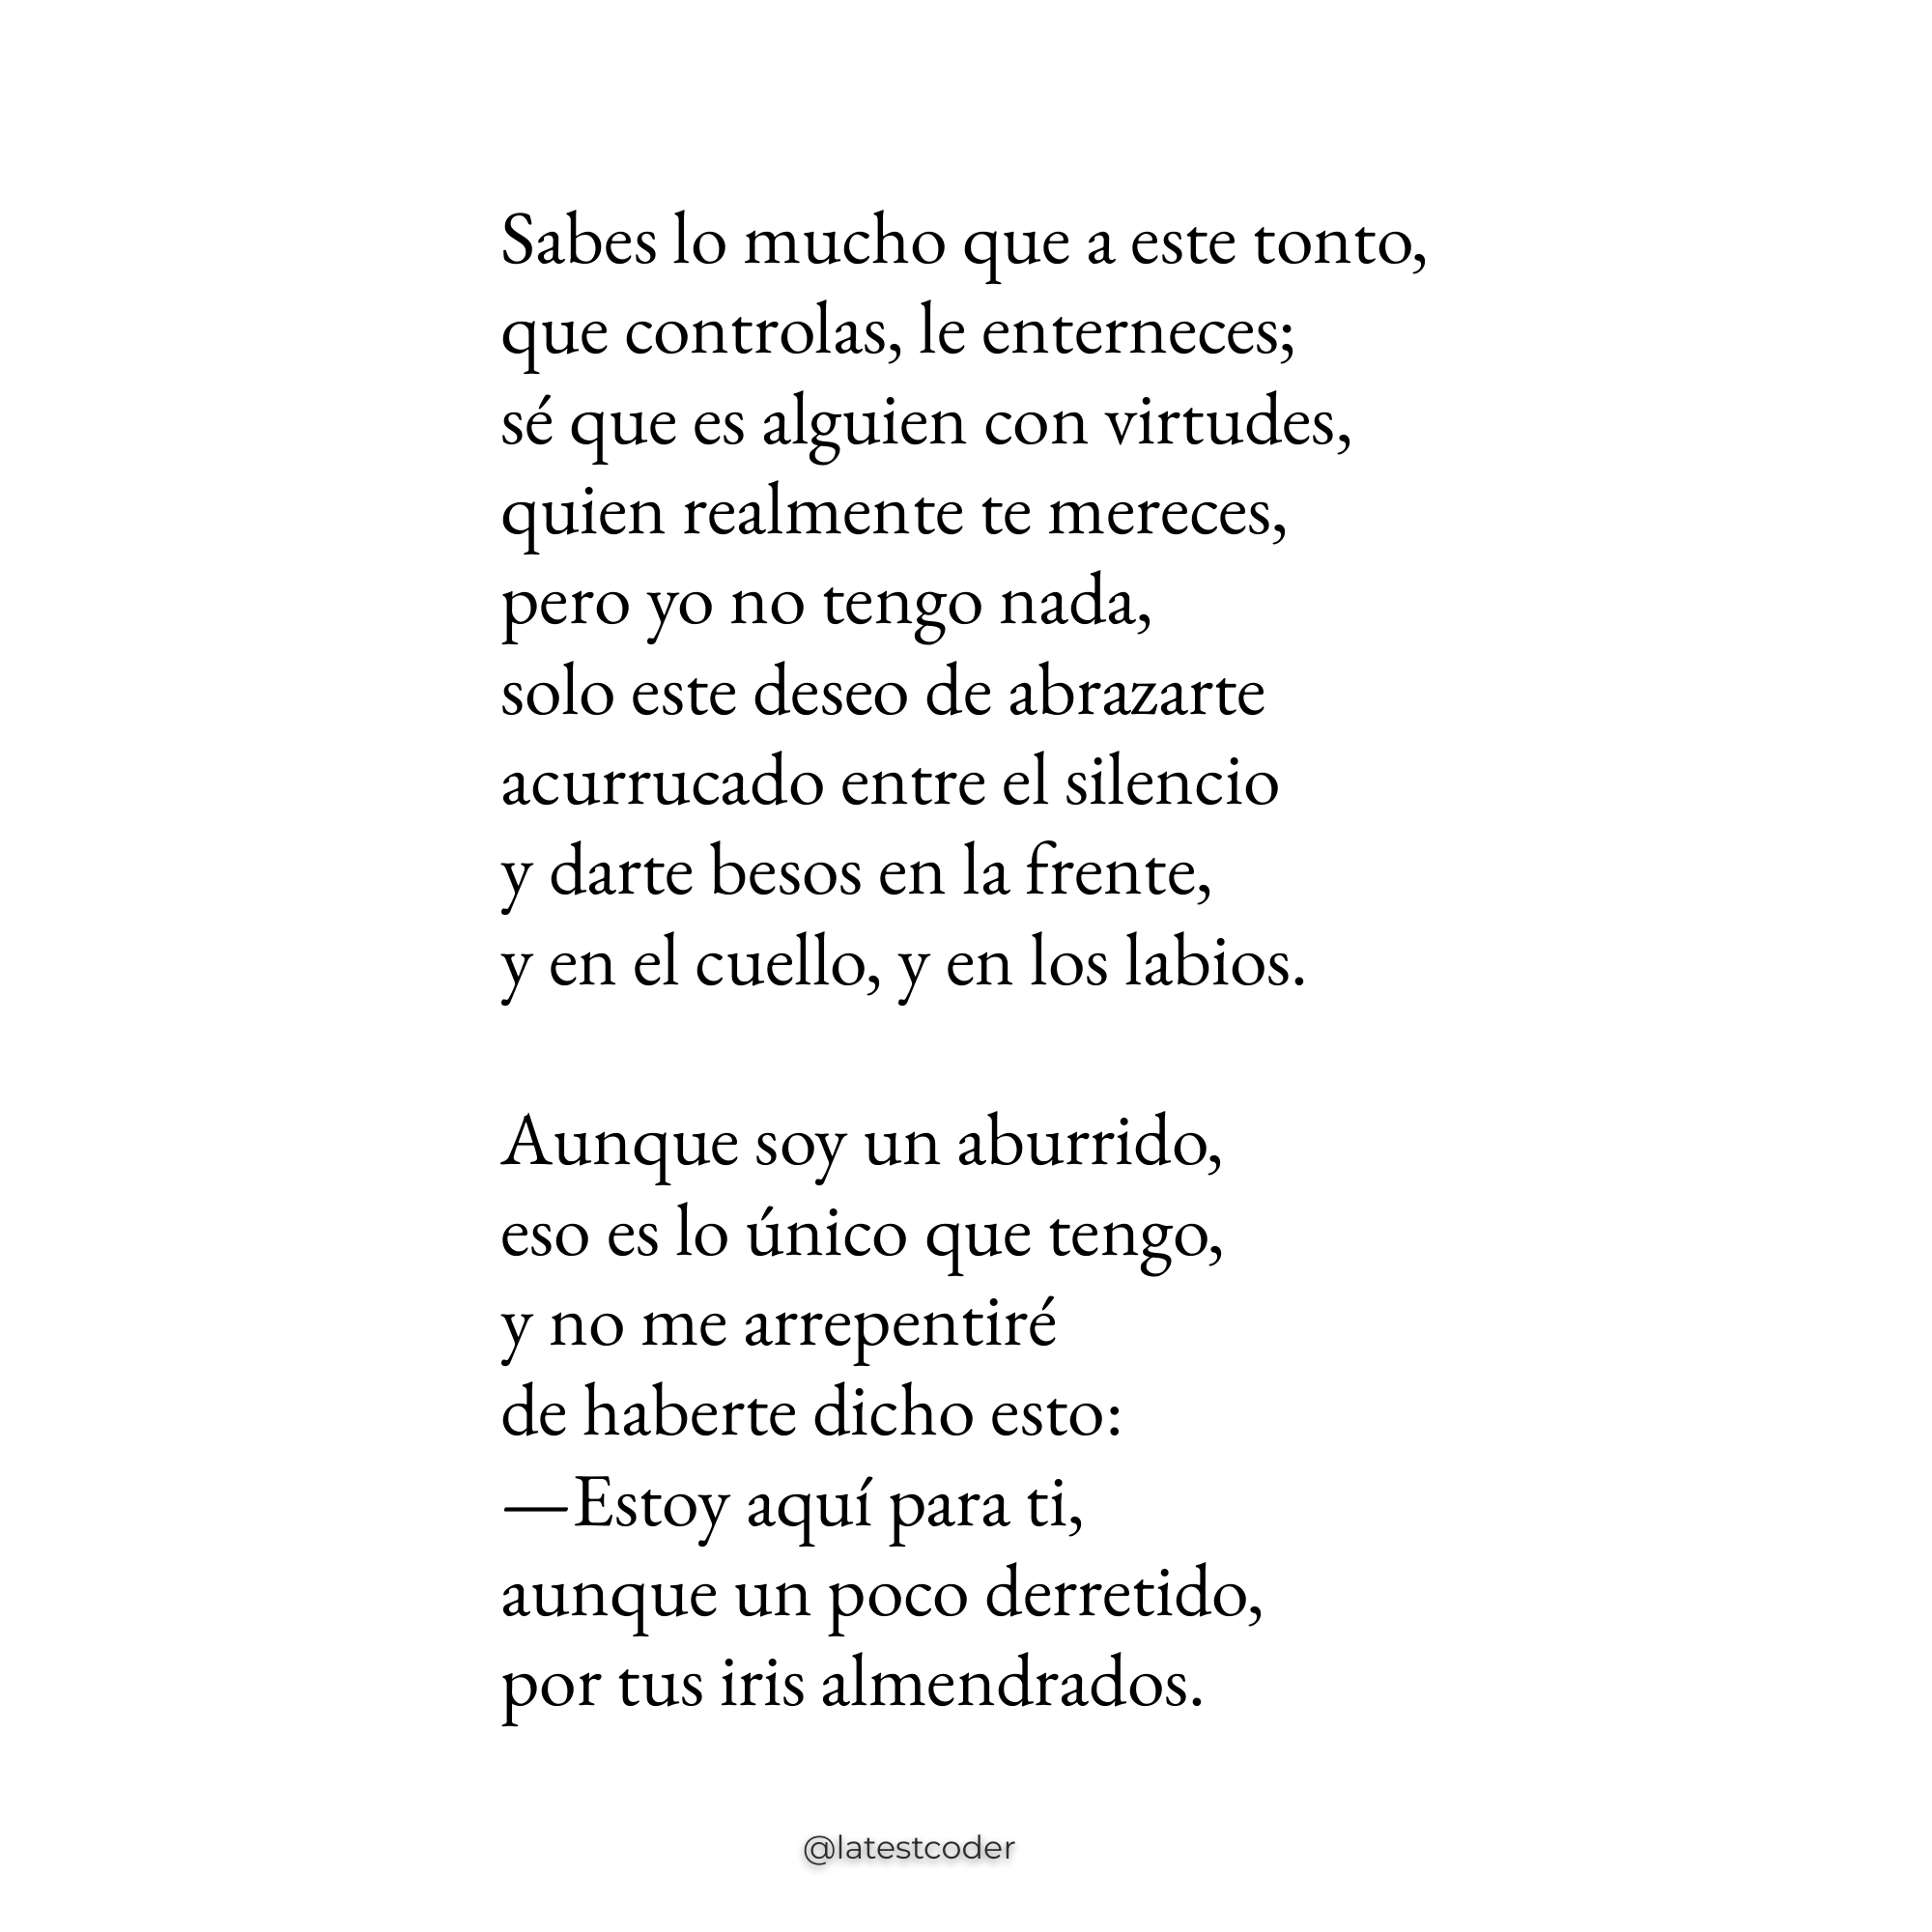 Sabes lo mucho que a este tonto,
que controlas, le enterneces;
sé que es alguien con virtudes,
quien realmente te mereces,
pero yo no tengo nada,
solo este deseo de abrazarte
acurrucado entre el silencio
y darte besos en la frente,
y en el cuello, y en los labios.
Aunque soy un aburrido,
eso es lo único que tengo,
y no me arrepentiré
de haberte dicho esto:
—Estoy aquí para ti,
aunque un poco derretido,
por tus iris almendrados.
@latestcoder